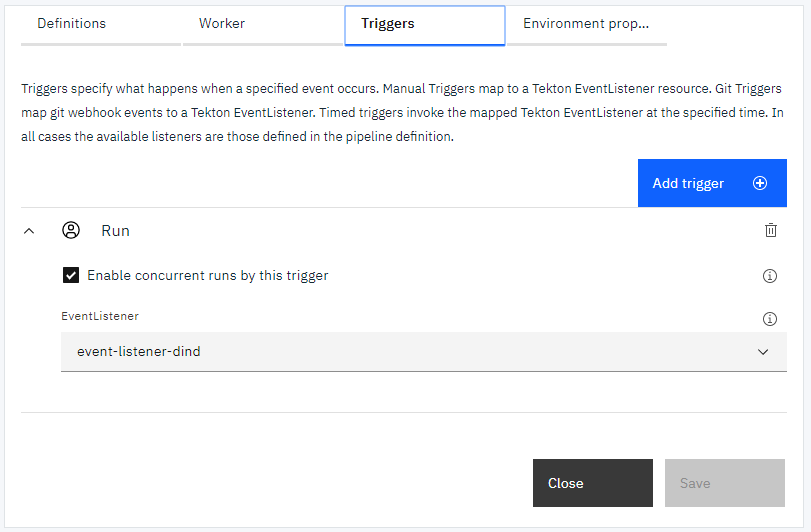 Definitions
Worker
Triggers
Environment prop...
Triggers specify what happens when a specified event occurs. Manual Triggers map to a Tekton EventListener resource. Git Triggers
map git webhook events to a Tekton EventListener. Timed triggers invoke the mapped Tekton EventListener at the specified time. In
all cases the available listeners are those defined in the pipeline definition.
Add trigger
Run
Enable concurrent runs by this trigger
EventListener
event-listener-dind
Close
Save